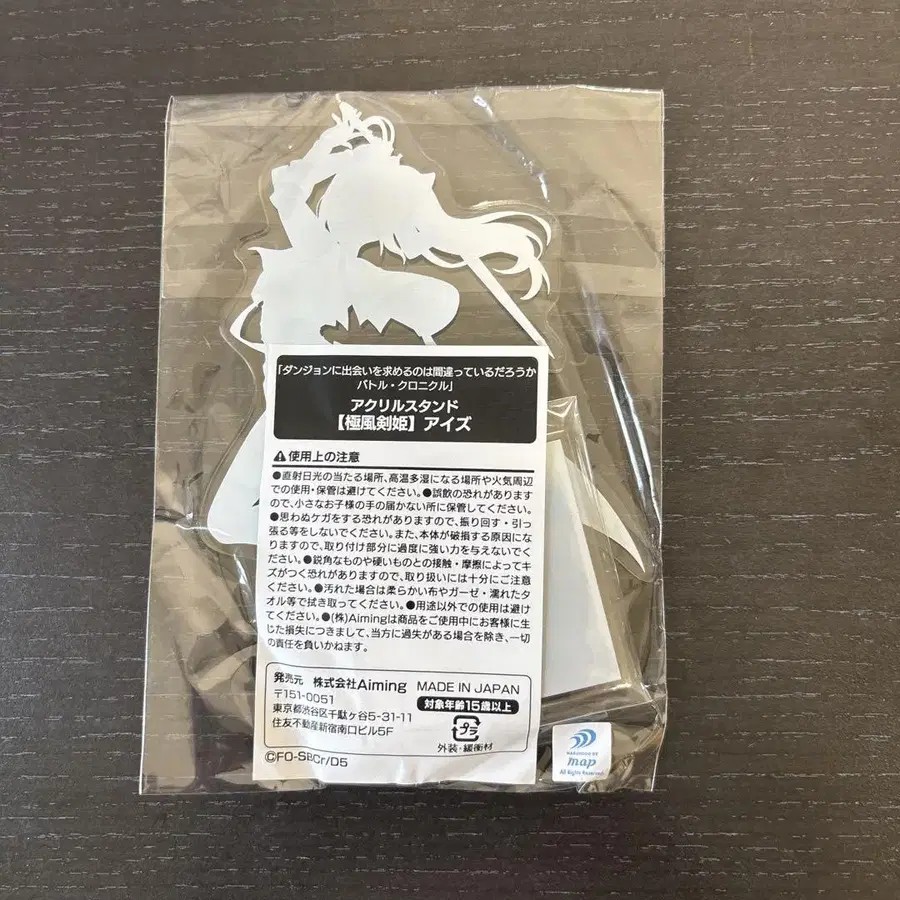 「ダンジョンに出会いを求めるのは間違っているだろうか
バトル・クロニクル」
アクリルスタンド
【極風剣姫】アイズ
⚠使用上の注意
●直射日光の当たる場所、高温多湿になる場所や火気周辺
での使用・保管は避けてください。●誤飲の恐れがあります
ので、小さなお子様の手の届かない所に保管してください。
●思わぬケガをする恐れがありますので、振り回す・引っ
張る等をしないでください。また、本体が破損する原因にな
りますので、取り付け部分に過度に強い力を与えないでく
ださい。●鋭角なものや硬いものとの接触・摩擦によってキ
ズがつく恐れがありますので、取り扱いには十分にご注意
ください。●汚れた場合は柔らかい布やガーゼ・濡れたタ
オル等で拭き取ってください。●用途以外での使用は避け
てください。●(株)Aimingは商品をご使用中にお客様に生
じた損失につきまして、当方に過失がある場合を除き、一切
の責任を負いかねます。
発売元 株式会社Aiming MADE IN JAPAN
〒151-0051
東京都渋谷区千駄ヶ谷5-31-11
住友不動産新宿南口ビル5F
対象年齢15歳以上
プラ
外装・緩衝材
©FO-SBCr/D5
map
All Rights Reserved.